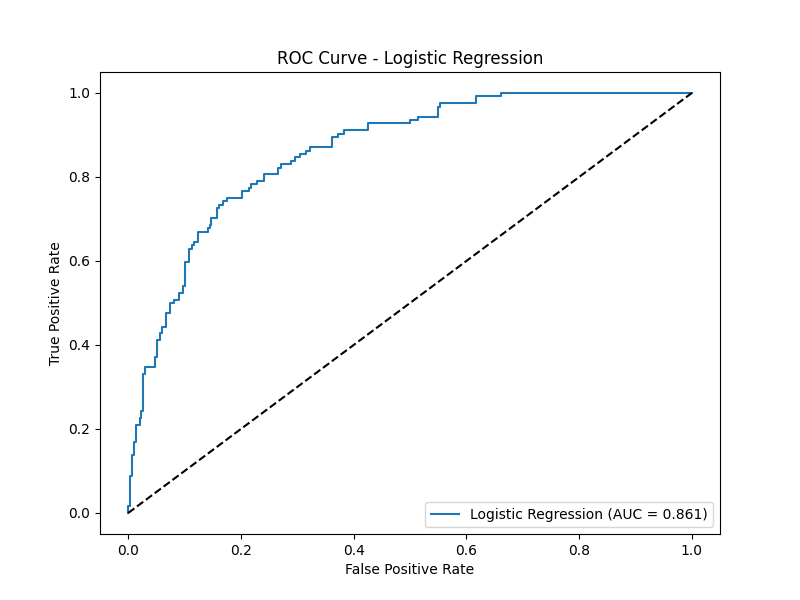 ROC Curve - Logistic Regression
1.0
0.8
0.6
0.4
0.2
0.0
True Positive Rate
Logistic Regression (AUC = 0.861)
0.0 0.2 0.4 0.6 0.8 1.0
False Positive Rate